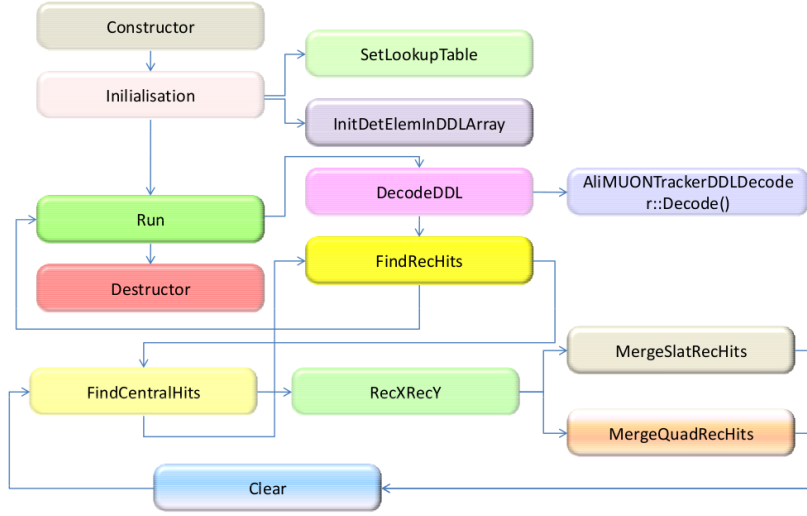 Constructor
SetLookupTable
Inilialisation
InitDetElemInDDLArray
DecodeDDL
AliMUONTrackerDDLDecode
r::Decode()
Run
FindRecHits
Destructor
MergeSlatRecHits
FindCentralHits
RecXRecY
MergeQuadRecHits
Clear